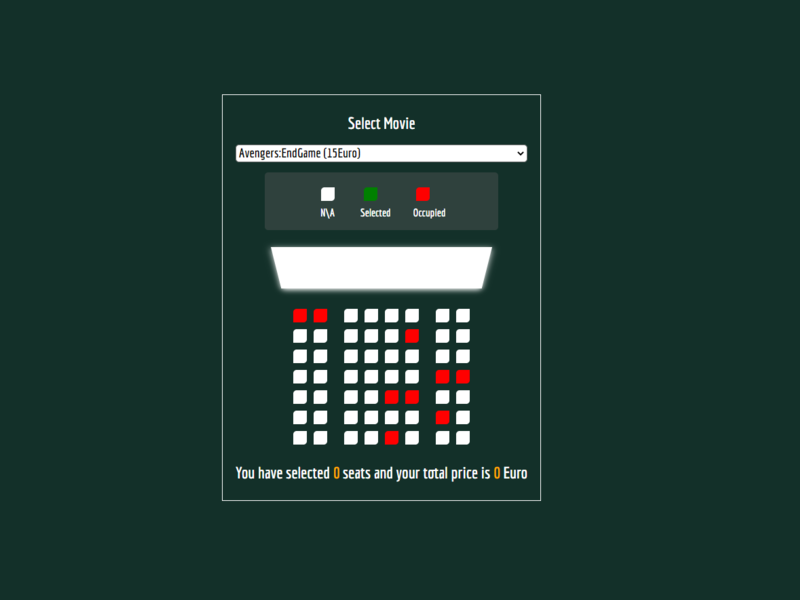 Select Movie
Avengers:EndGame (15Euro)
N\A Selected Occupied
You have selected 0 seats and your total price is 0 Euro